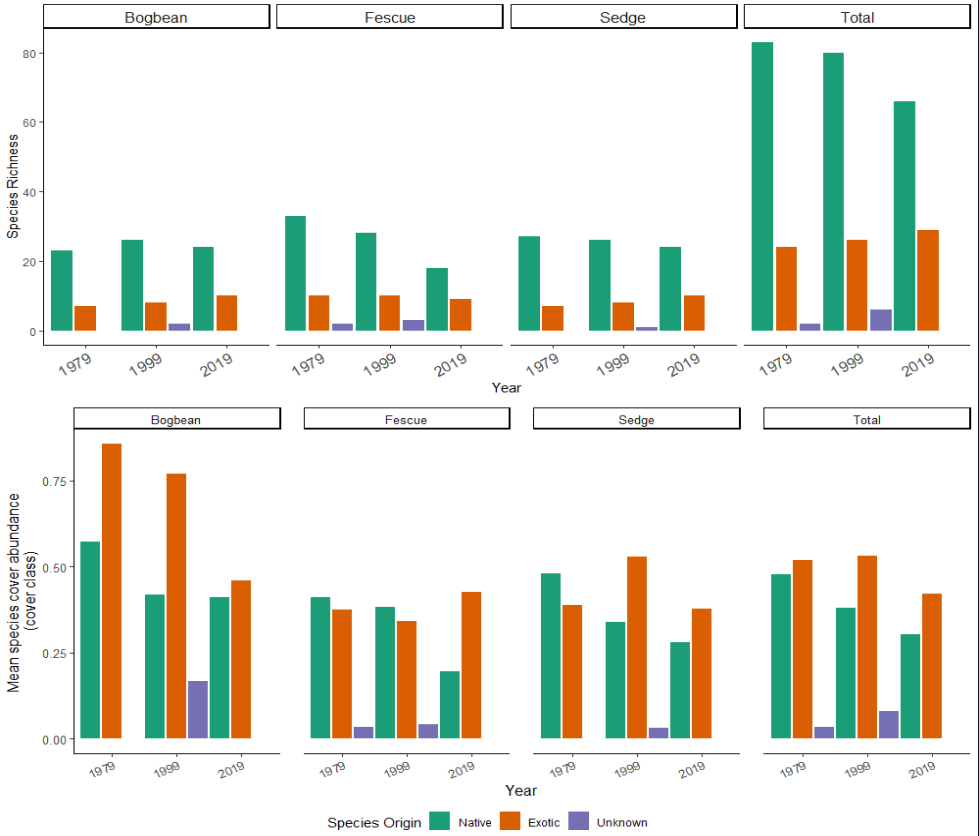 Bogbean Fescue Sedge Total
Species Richness
80
60
40
20
0
1979 1999 2019 1979 1999 2019 1979 1999 2019 1979 1999 2019
Year
Bogbean Fescue Sedge Total
Mean species cover abundance
(cover class)
0.75
0.50
0.25
0.00
1979 1999 2019 1979 1999 2019 1979 1999 2019 1979 1999 2019
Year
Species Origin Native Exotic Unknown